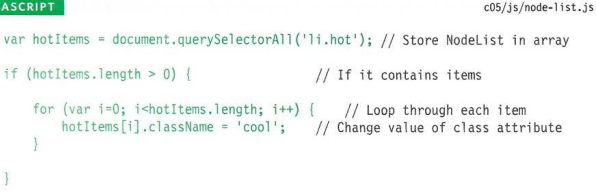 ASCRIPT
c05/js/node-list.js
var hotItems = document.querySelectorAll('li.hot'); // Store NodeList in array
if (hotItems.length > 0) { // If it contains items
for (var i=0; i<hotItems.length; i++) { // Loop through each item
hotItems[i].className = 'cool'; // Change value of class attribute
}
}